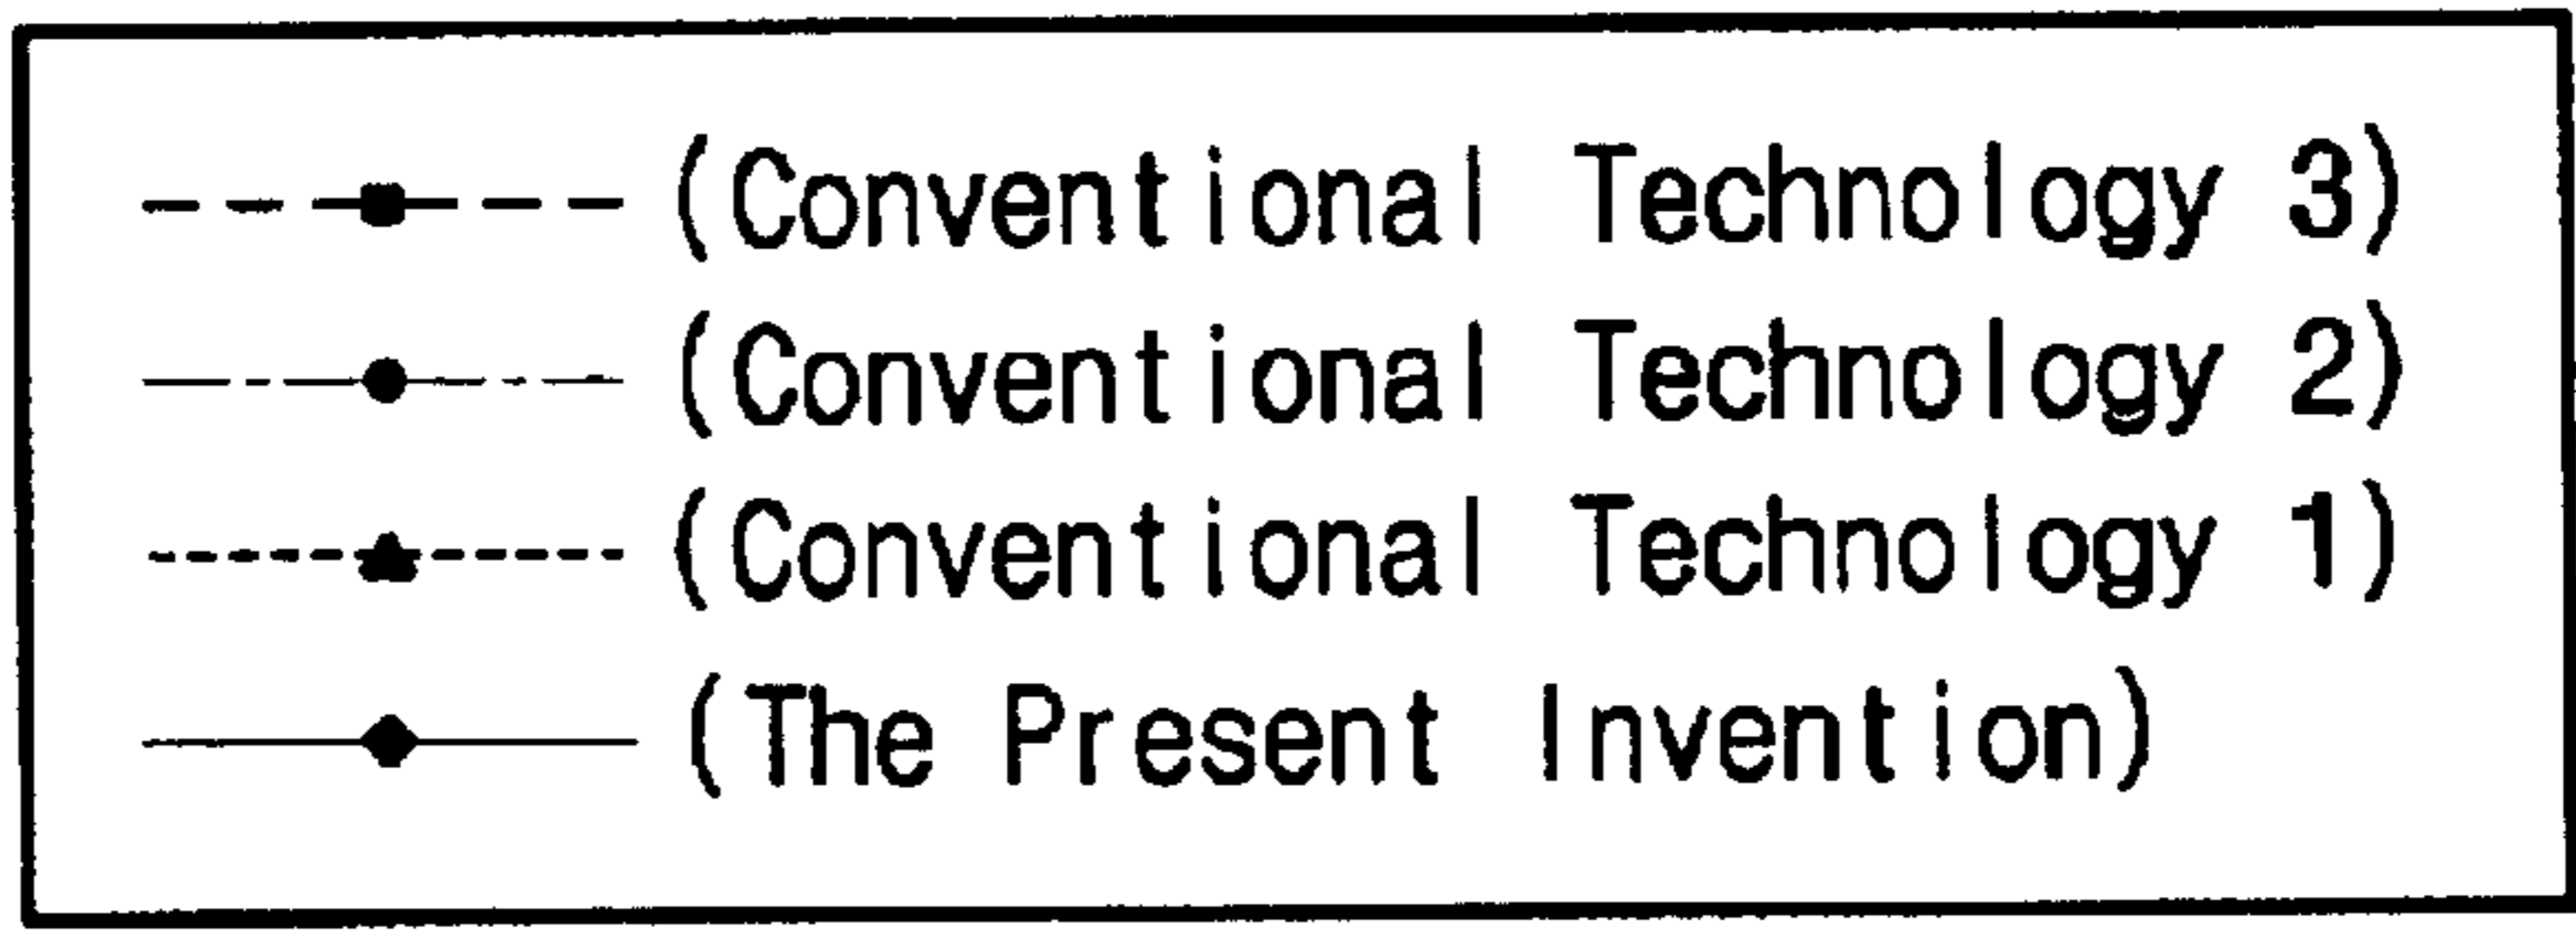 (Conventional Technology 3)
(Conventional Technology 2)
(Conventional Technology 1)
(The Present Invention)